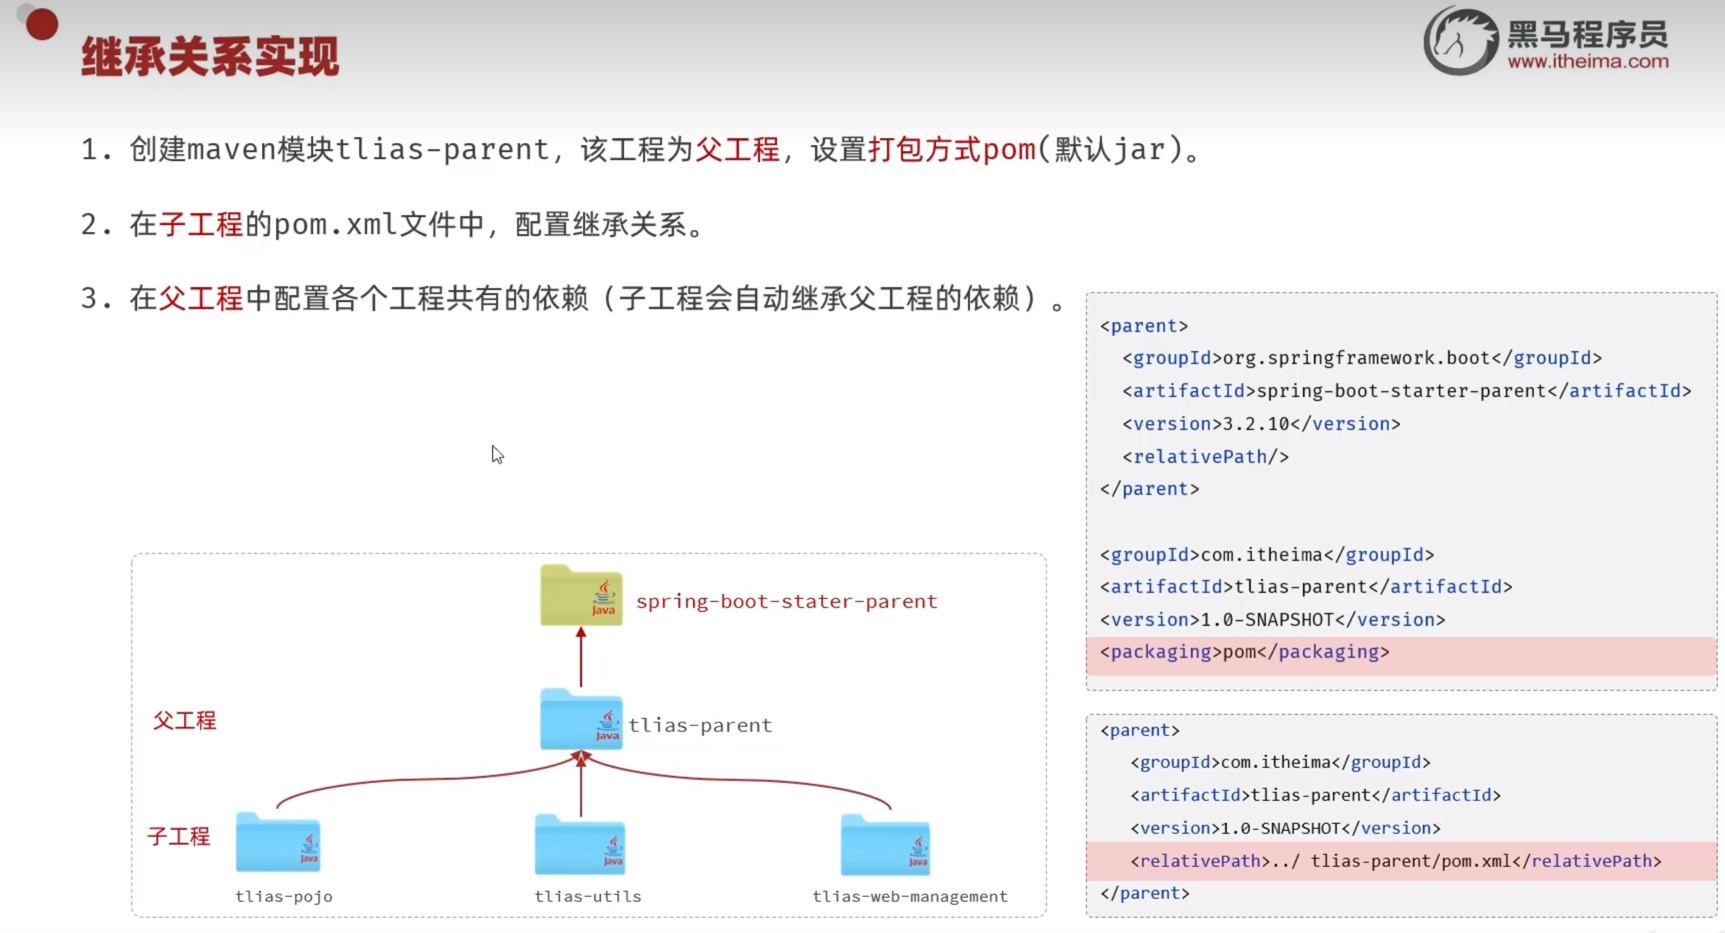 继承关系实现
黑马程序员
www.itheima.com
1. 创建maven模块tlias-parent，该工程为父工程，设置打包方式pom(默认jar)。
2. 在子工程的pom.xml文件中，配置继承关系。
3. 在父工程中配置各个工程共有的依赖（子工程会自动继承父工程的依赖）。
<parent>
<groupId>org.springframework.boot</groupId>
<artifactId>spring-boot-starter-parent</artifactId>
<version>3.2.10</version>
<relativePath/>
</parent>
<groupId>com.itheima</groupId>
<artifactId>tlias-parent</artifactId>
<version>1.0-SNAPSHOT</version>
<packaging>pom</packaging>
<parent>
<groupId>com.itheima</groupId>
<artifactId>tlias-parent</artifactId>
<version>1.0-SNAPSHOT</version>
<relativePath>../ tlias-parent/pom.xml</relativePath>
</parent>
Java
spring-boot-stater-parent
父工程
Java
tlias-parent
子工程
Java
Java
Java
tlias-pojo
tlias-utils
tlias-web-management